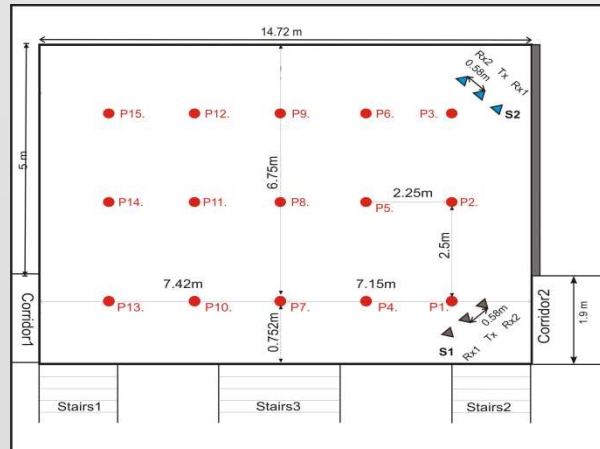 14.72 m
Rx2 Tx Rx1
0.58m
S2
P15.
P12.
P9.
P6.
P3.
5 m
6.75m
2.25m
P14.
P11.
P8.
P5.
P2.
2.5m
7.42m
7.15m
Corridor1
P13.
P10.
P7.
P4.
P1.
0.58m
Corridor2
1.9 m
0.752m
S1
Rx1 Tx Rx2
Stairs1
Stairs3
Stairs2